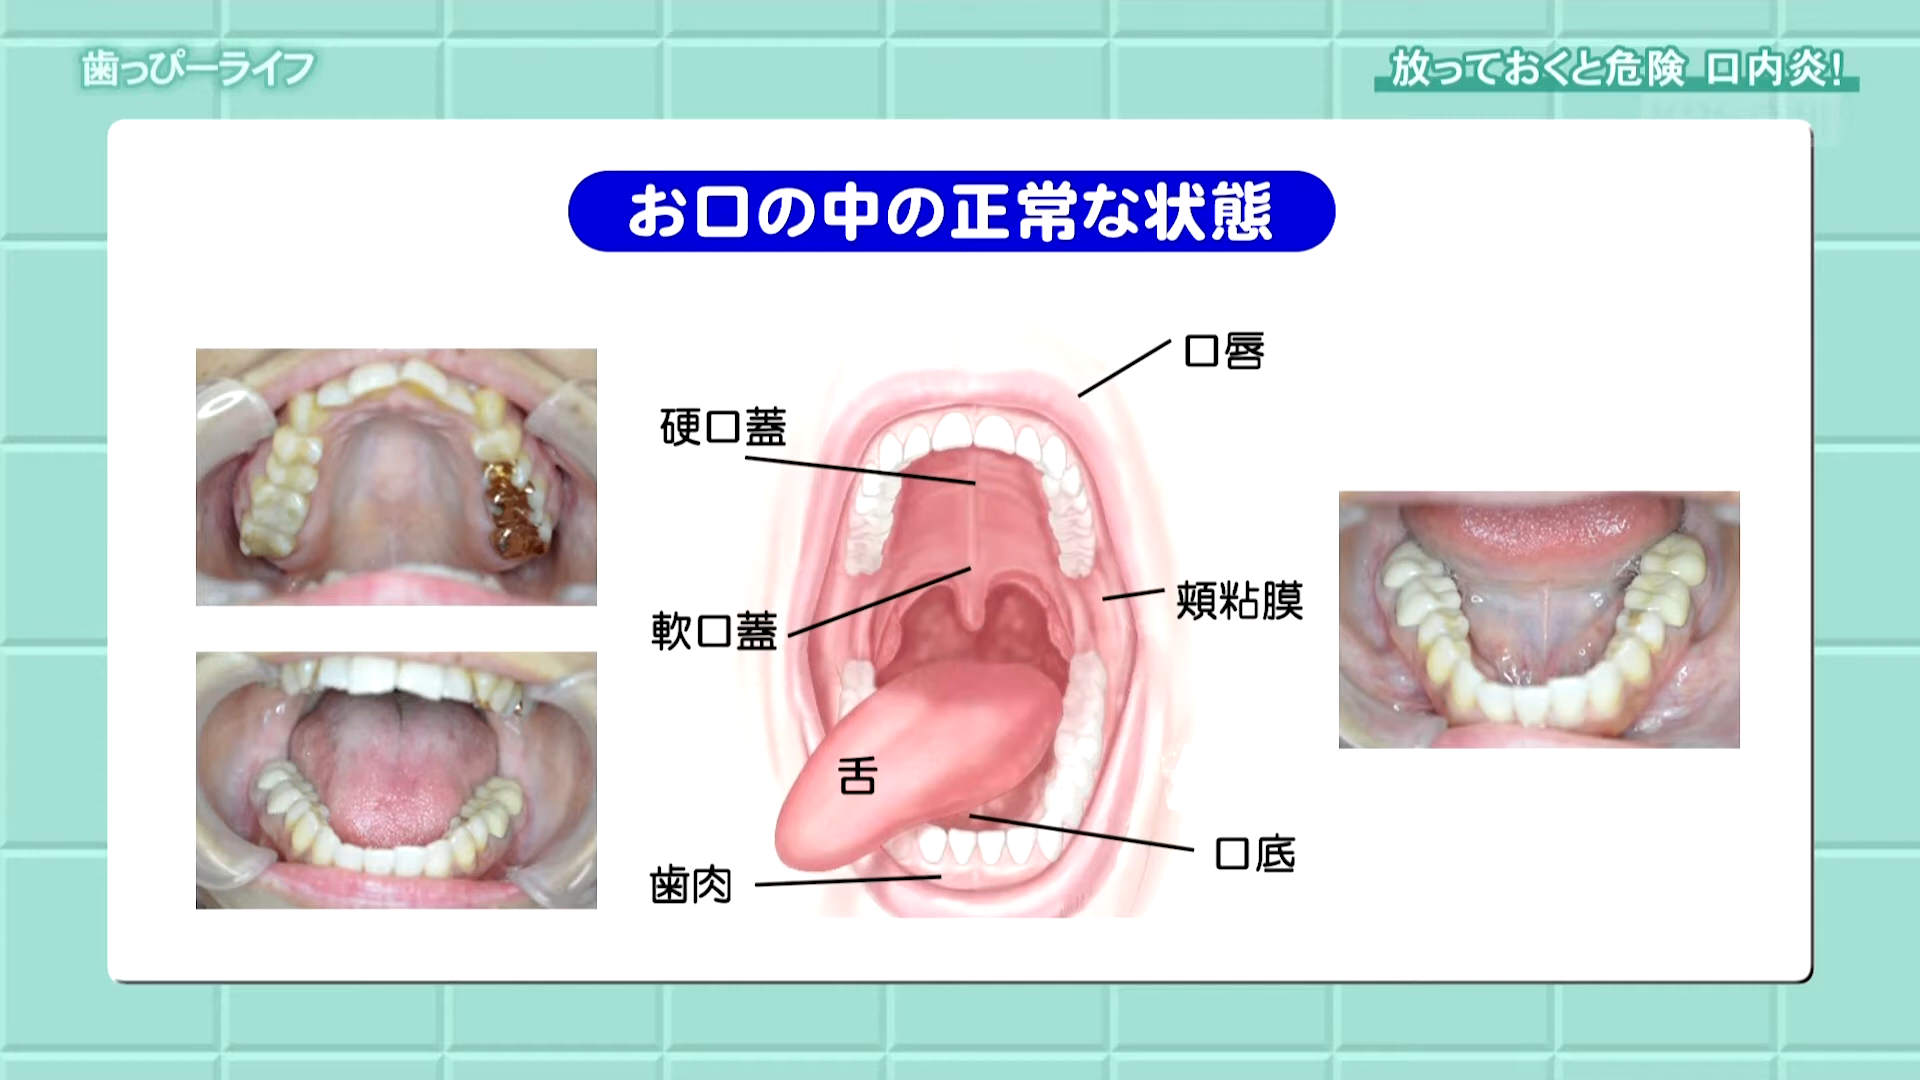 歯っぴーライフ
放っておくと危険 口内炎!
お口の中の正常な状態
口唇
硬口蓋
頬粘膜
軟口蓋
舌
口底
歯肉